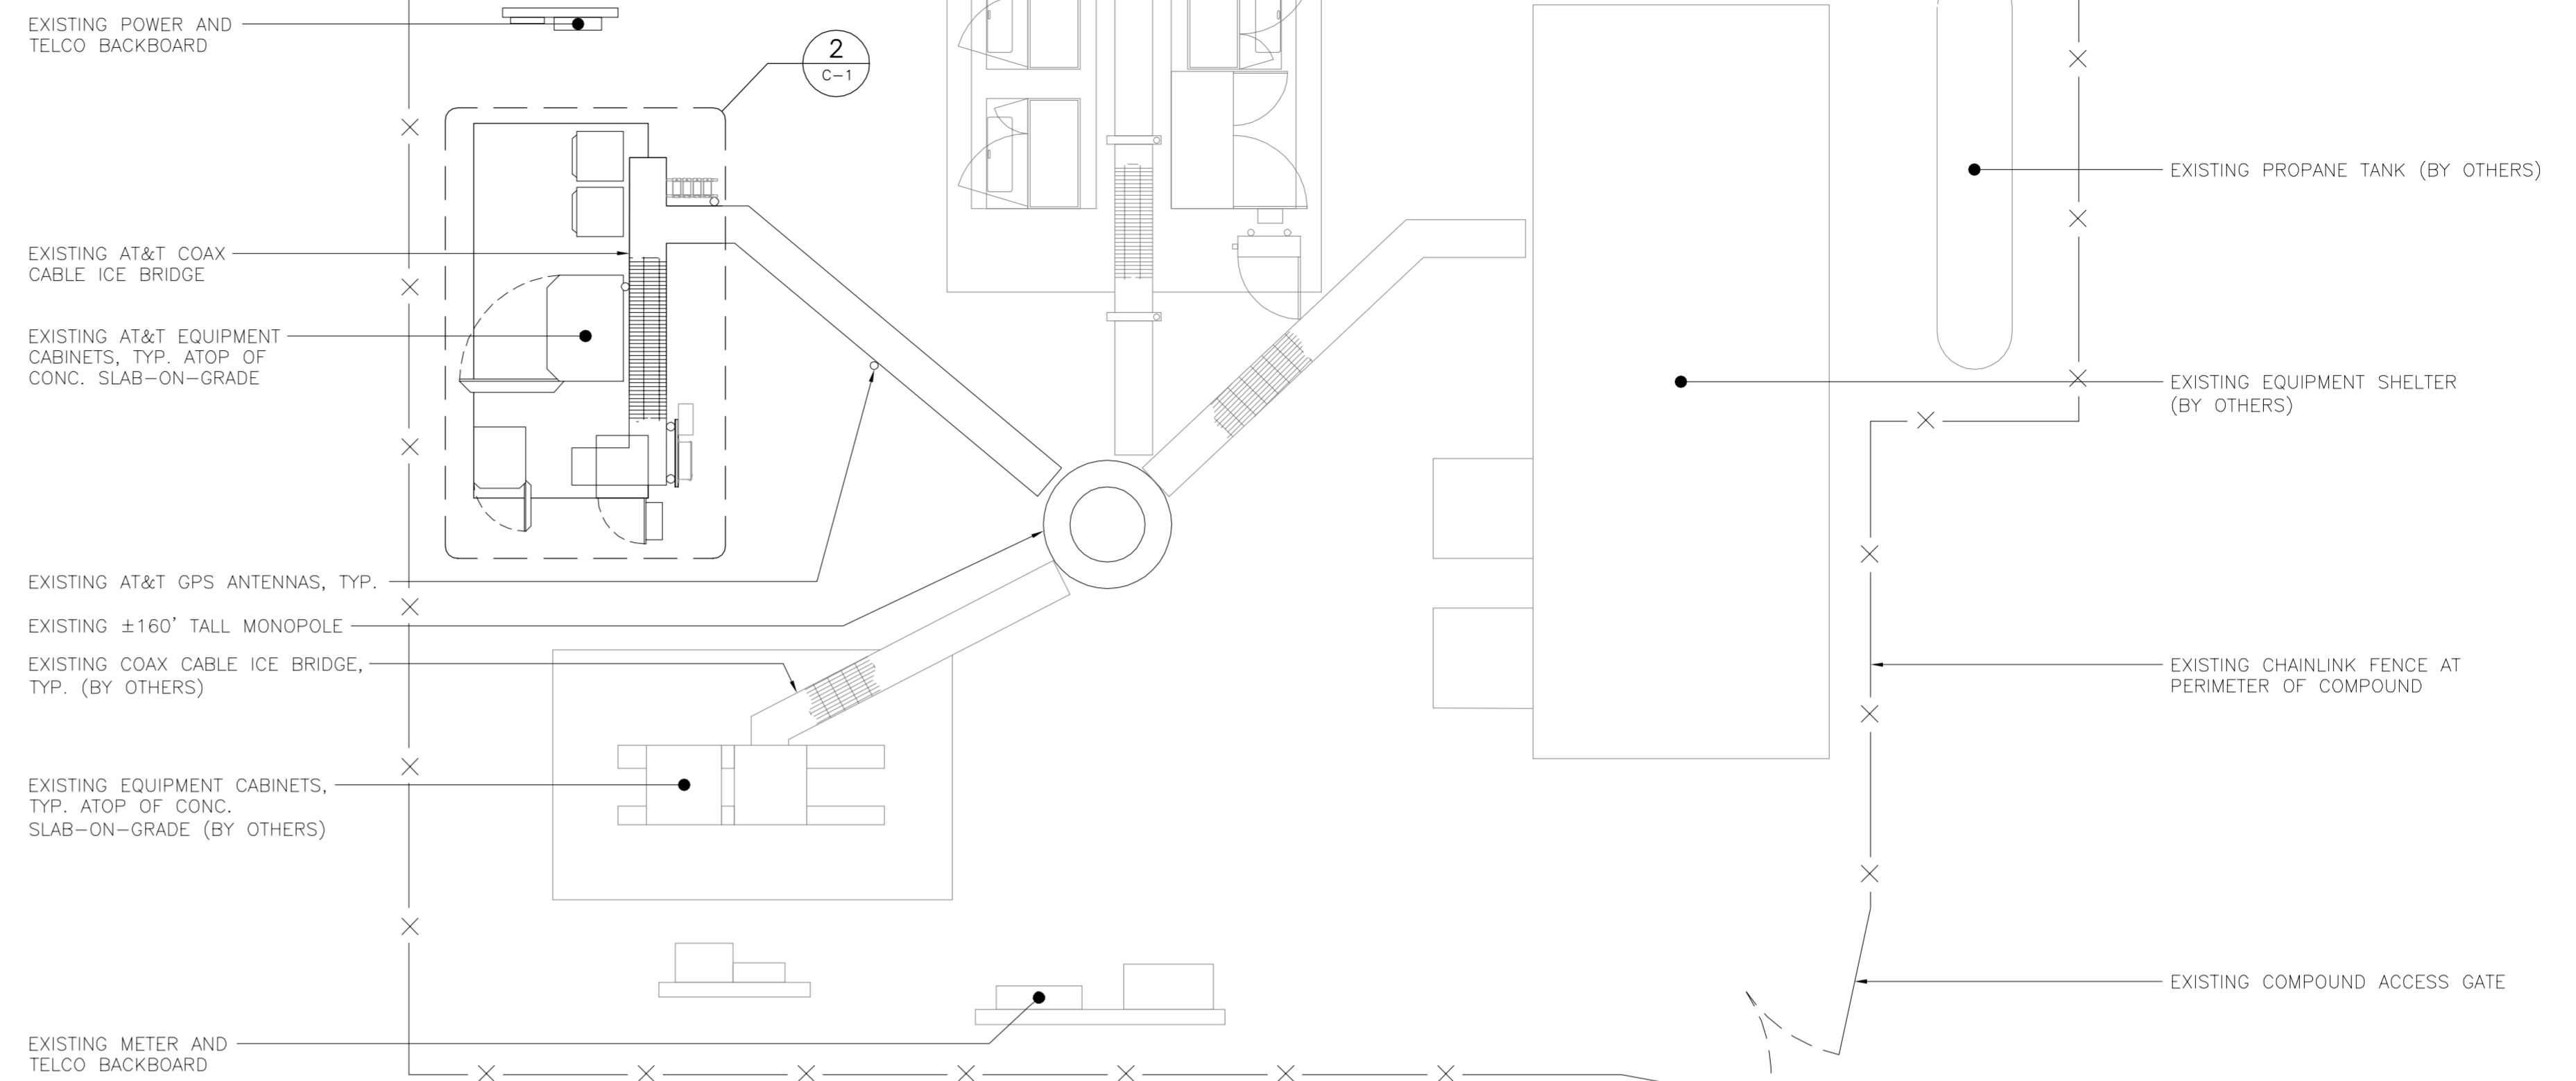 EXISTING POWER AND
TELCO BACKBOARD
2
C-1
EXISTING AT&T COAX
CABLE ICE BRIDGE
EXISTING AT&T EQUIPMENT
CABINETS, TYP. ATOP OF
CONC. SLAB-ON-GRADE
EXISTING AT&T GPS ANTENNAS, TYP.
EXISTING ±160' TALL MONOPOLE
EXISTING COAX CABLE ICE BRIDGE,
TYP. (BY OTHERS)
EXISTING EQUIPMENT CABINETS,
TYP. ATOP OF CONC.
SLAB-ON-GRADE (BY OTHERS)
EXISTING METER AND
TELCO BACKBOARD
EXISTING PROPANE TANK (BY OTHERS)
EXISTING EQUIPMENT SHELTER
(BY OTHERS)
EXISTING CHAINLINK FENCE AT
PERIMETER OF COMPOUND
EXISTING COMPOUND ACCESS GATE